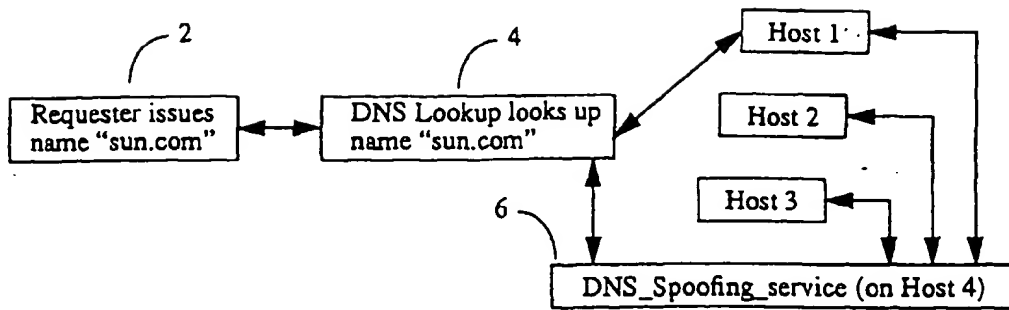 2
4
Host 1
Requester issues
name “sun.com”
DNS Lookup looks up
name “sun.com”
Host 2
Host 3
6
DNS_Spoofing_service (on Host 4)